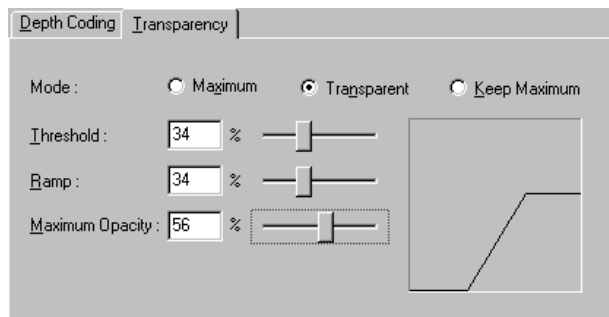 Depth Coding Transparency
Mode : Maximum Transparent Keep Maximum
Threshold : 34 %
Ramp : 34 %
Maximum Opacity : 56 %